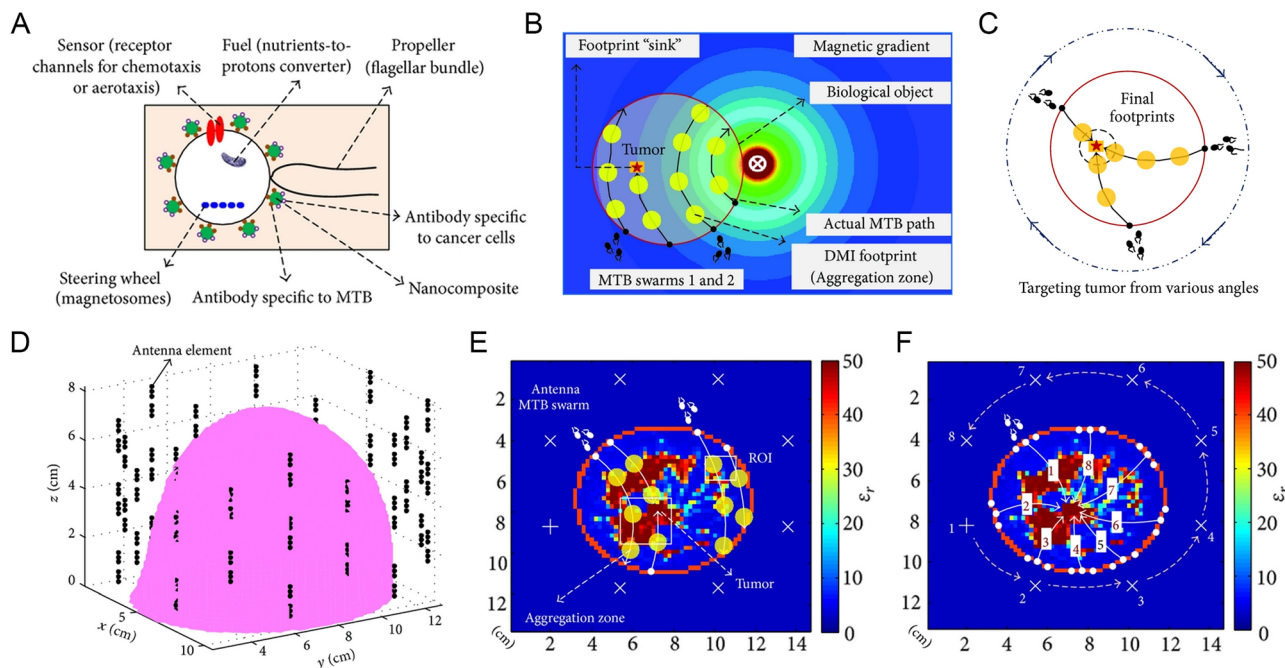 A
Sensor (receptor
channels for chemotaxis
or aerotaxis)
Fuel (nutrients-to-
protons converter)
Propeller
(flagellar bundle)
Antibody specific
to cancer cells
Steering wheel
(magnetosomes)
Antibody specific to MTB
Nanocomposite
B
Footprint “sink”
Magnetic gradient
Biological object
Tumor
Actual MTB path
DMI footprint
(Aggregation zone)
MTB swarms 1 and 2
C
Final
footprints
Targeting tumor from various angles
D
Antenna element
8
6
4
2
0
z (cm)
5
10
x (cm)
4
6
8
10
12
y (cm)
E
Antenna
MTB swarm
ROI
Tumor
Aggregation zone
2
4
6
8
10
12
(cm)
2
4
6
8
10
12
14
50
40
30
20
10
0
εr
F
7
6
8
5
1
4
2
3
1
8
2
7
6
3
4
5
2
4
6
8
10
12
(cm)
2
4
6
8
10
12
14
50
40
30
20
10
0
εr